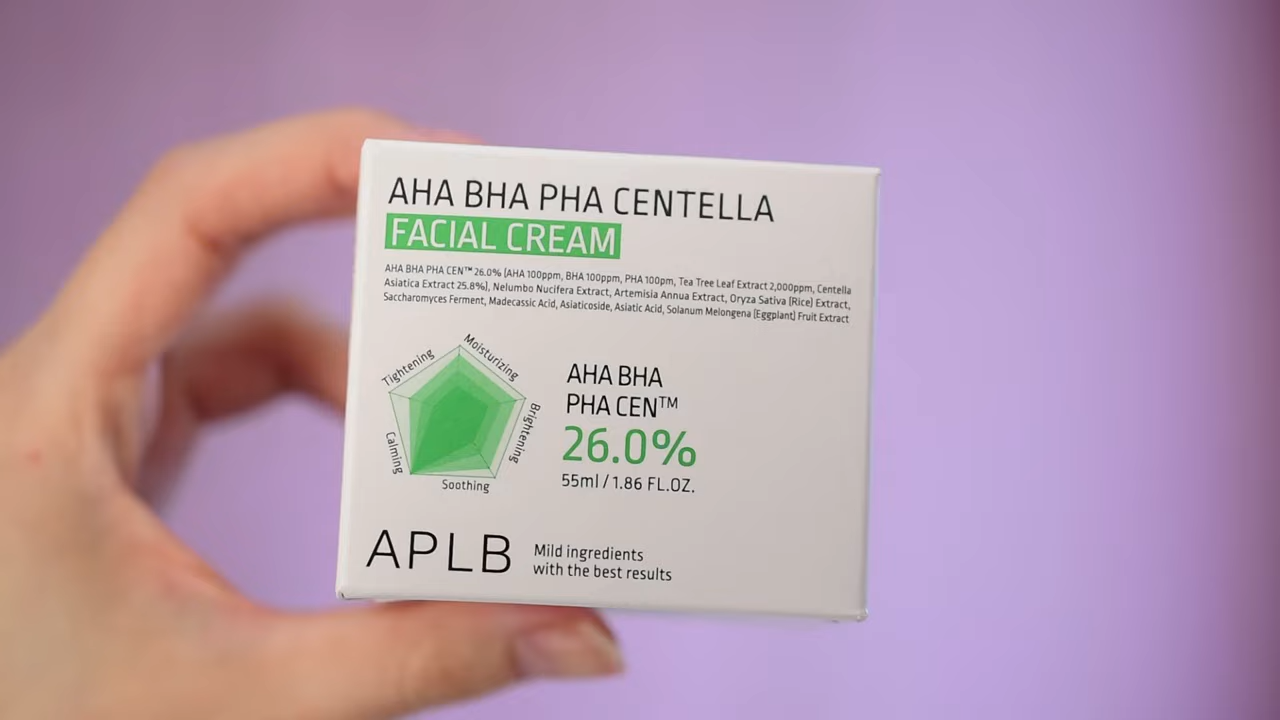 AHA BHA PHA CENTELLA
FACIAL CREAM
AHA BHA PHA CEN™ 26.0% (AHA 100ppm, BHA 100ppm, PHA 100pm, Tea Tree Leaf Extract 2,000ppm, Centella
Asiatica Extract 25.8%), Nelumbo Nucifera Extract, Artemisia Annua Extract, Oryza Sativa (Rice) Extract,
Saccharomyces Ferment, Madecassic Acid, Asiaticoside, Asiatic Acid, Solanum Melongena (Eggplant) Fruit Extract
Tightening
Moisturizing
Brightening
Calming
Soothing
AHA BHA
PHA CEN™
26.0%
55ml / 1.86 FL.OZ.
APLB
Mild ingredients
with the best results